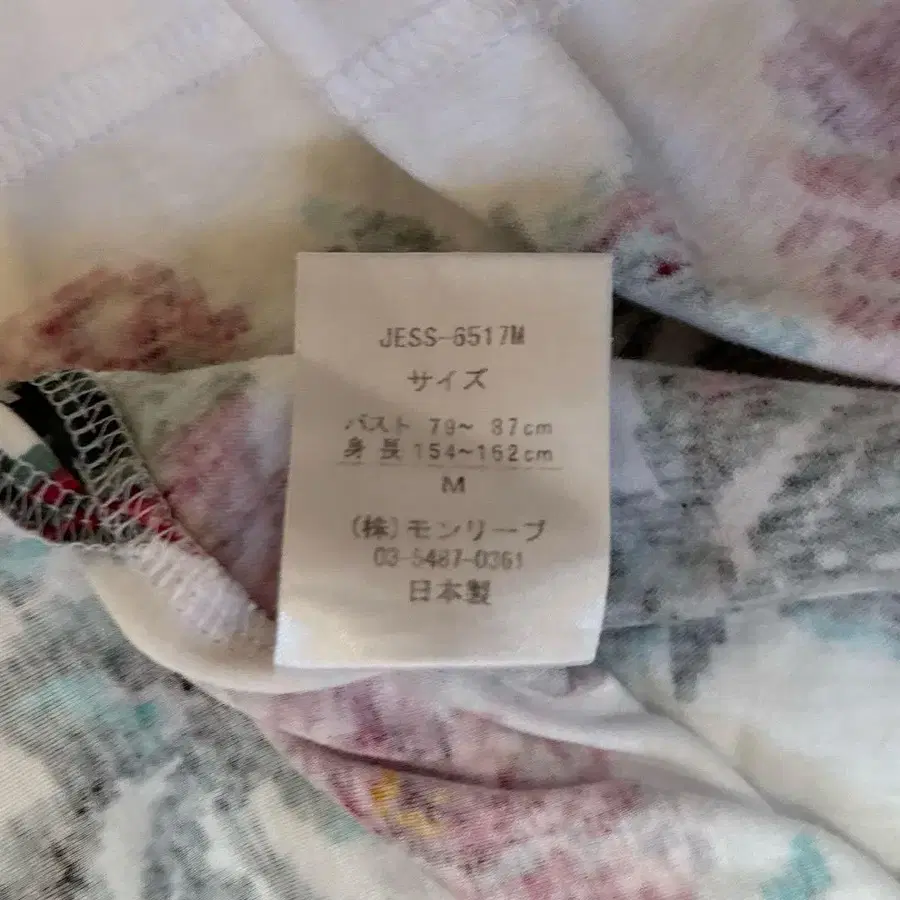 JESS-6517M
サイズ
バスト 79~ 87cm
身長 154~162cm
M
(株)モンリーブ
03-5487-0361
日本製